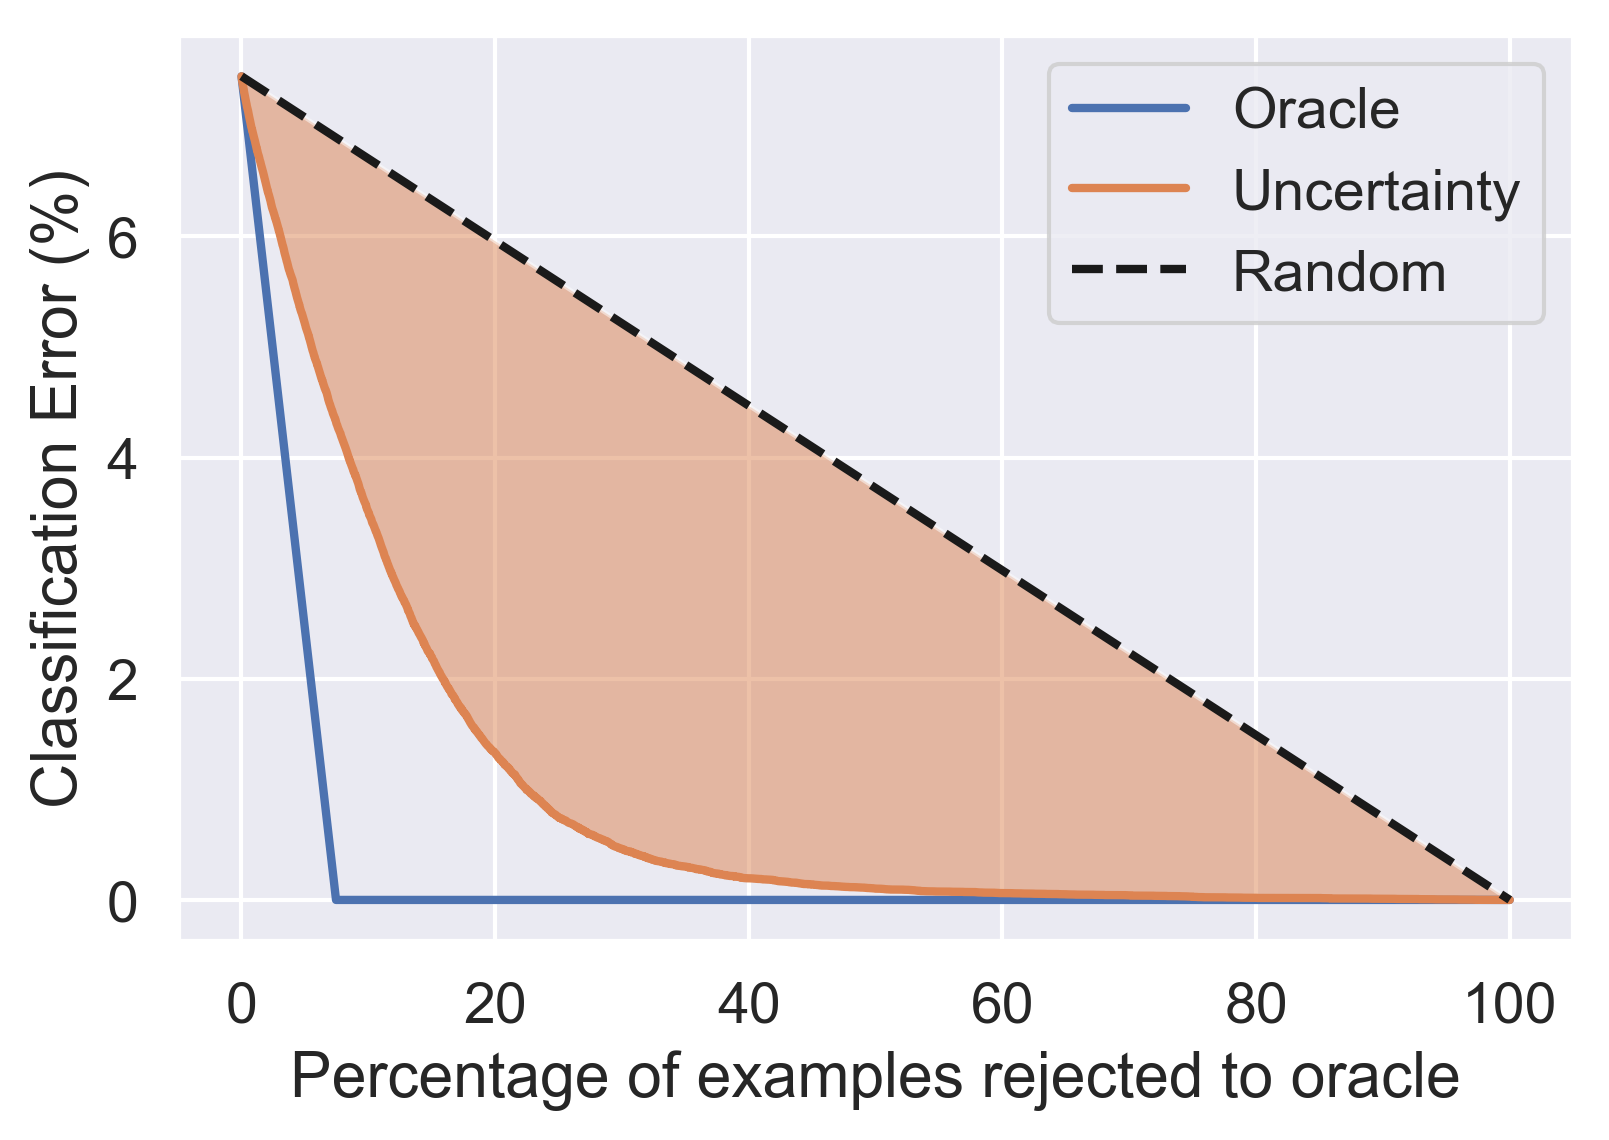 Oracle
Uncertainty
Random
Classification Error (%)
6
4
2
0
0 20 40 60 80 100
Percentage of examples rejected to oracle